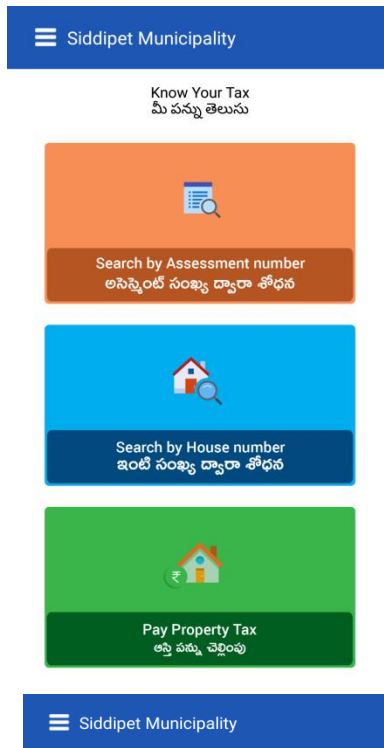 Siddipet Municipality
Know Your Tax
మీ పన్ను తెలుసు
Search by Assessment number
అసెస్మెంట్ సంఖ్య ద్వారా శోధన
Search by House number
ఇంటి సంఖ్య ద్వారా శోధన
₹
Pay Property Tax
ఆస్తి పన్ను చెల్లింపు
Siddipet Municipality